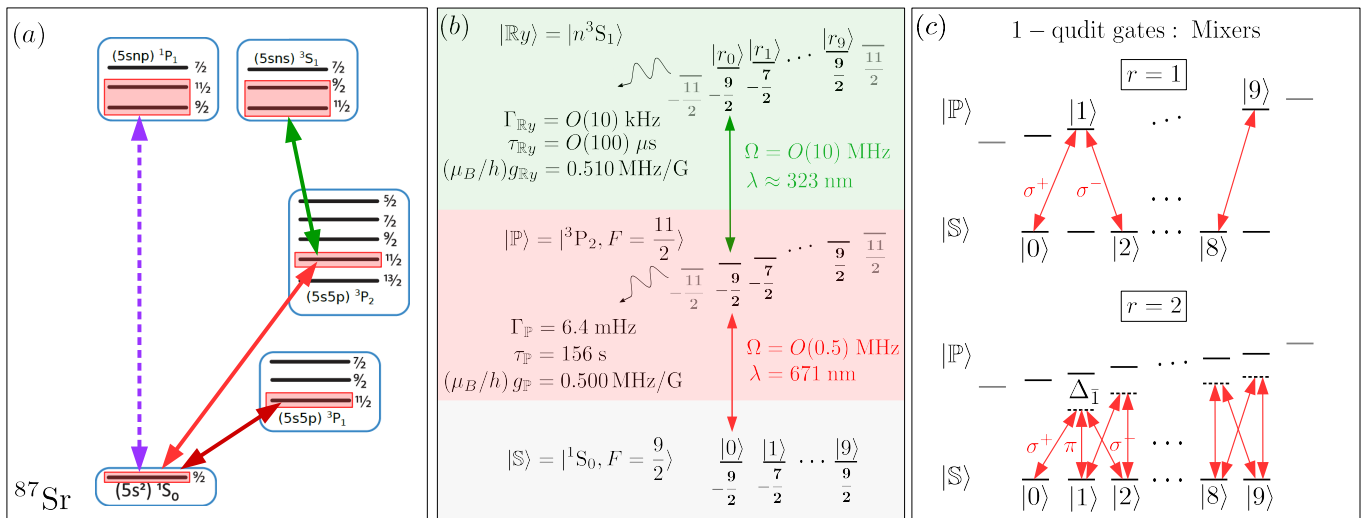 (a)
(5snp) ¹P₁
7/2
11/2
9/2
(5sns) ³S₁
7/2
9/2
11/2
5/2
7/2
9/2
11/2
13/2
(5s5p) ³P₂
7/2
9/2
11/2
(5s5p) ³P₁
9/2
(5s²) ¹S₀
⁸⁷Sr
(b)
|ℝy⟩ = |n³S₁⟩
|r₀⟩ |r₁⟩ ⋯ |r₉⟩
−11/2 −9/2 −7/2 9/2 11/2
Γ_ℝy = O(10) kHz
τ_ℝy = O(100) μs
(μ_B/h) g_ℝy = 0.510 MHz/G
Ω = O(10) MHz
λ ≈ 323 nm
|ℙ⟩ = |³P₂, F = 11/2⟩
−11/2 −9/2 −7/2 ⋯ 9/2 11/2
Γ_ℙ = 6.4 mHz
τ_ℙ = 156 s
(μ_B/h) g_ℙ = 0.500 MHz/G
Ω = O(0.5) MHz
λ = 671 nm
|𝕊⟩ = |¹S₀, F = 9/2⟩
|0⟩ |1⟩ ⋯ |9⟩
−9/2 −7/2 9/2
(c)
1 − qudit gates : Mixers
r = 1
|ℙ⟩
|1⟩ ⋯ |9⟩
σ⁺ σ⁻
|𝕊⟩ ⋯
|0⟩ |2⟩ ⋯ |8⟩
r = 2
|ℙ⟩ ⋯
Δ_1̄
σ⁺ π σ⁻
|𝕊⟩ ⋯
|0⟩ |1⟩ |2⟩ ⋯ |8⟩ |9⟩